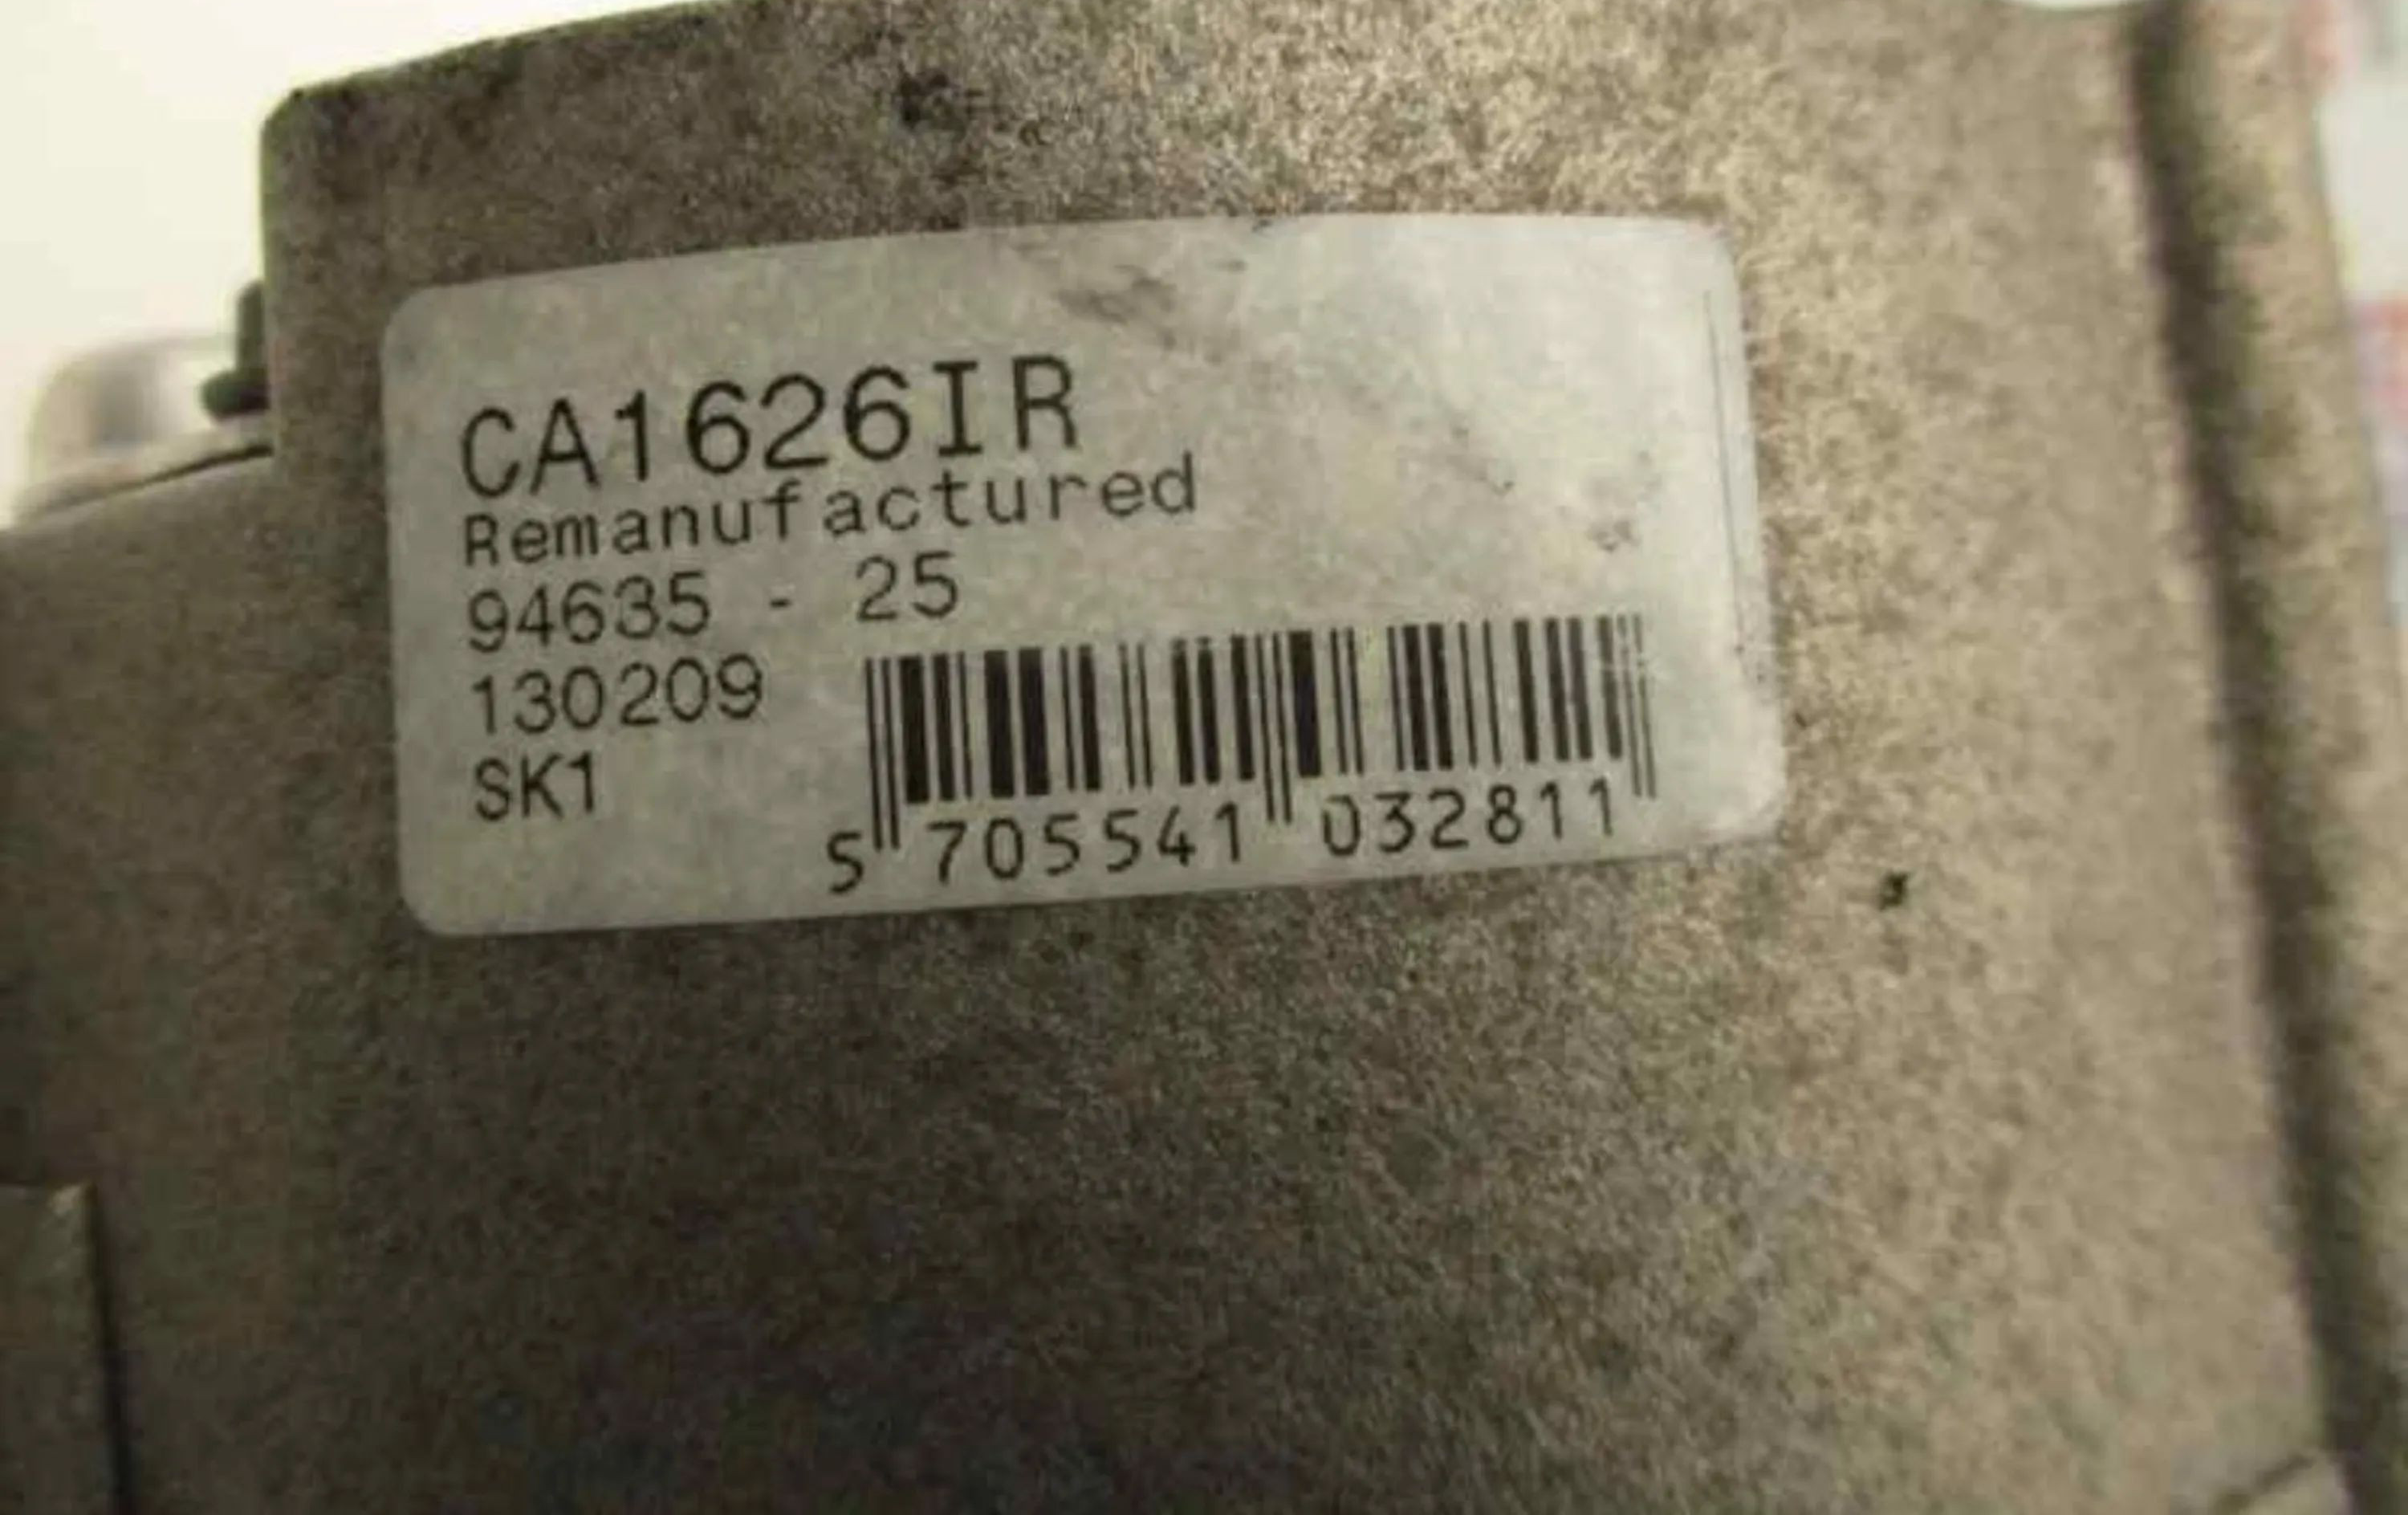 CA1626IR
Remanufactured
94635 - 25
130209
SK1
5 705541 032811